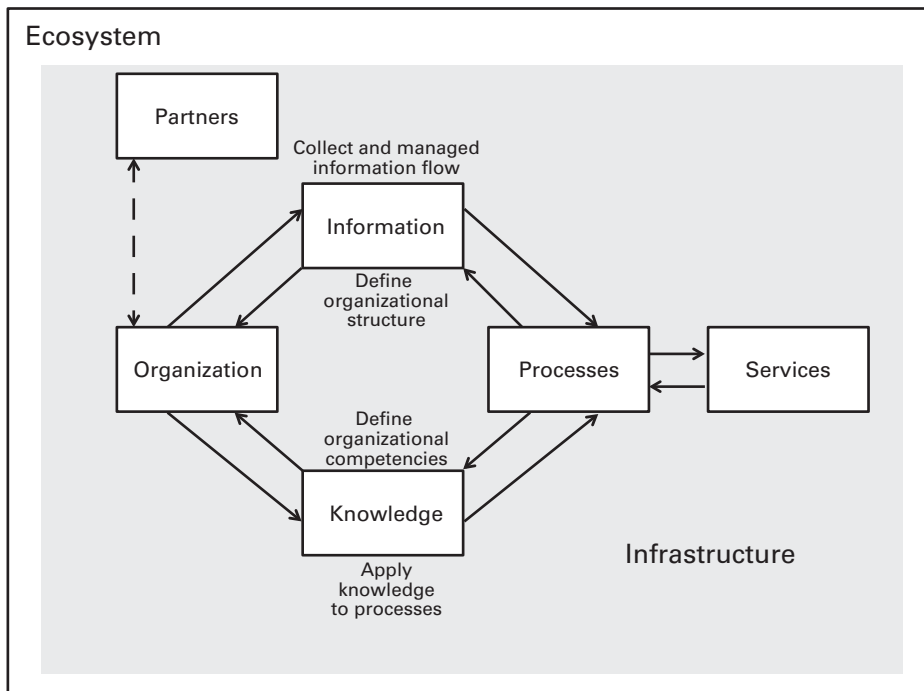 Ecosystem
Partners
Collect and managed
information flow
Information
Define
organizational
structure
Organization
Processes
Services
Define
organizational
competencies
Knowledge
Infrastructure
Apply
knowledge
to processes